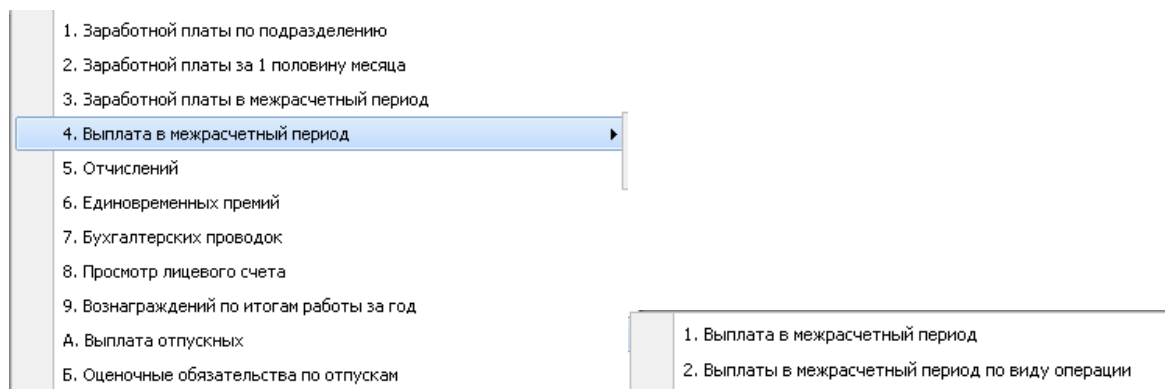 1. Заработной платы по подразделению
2. Заработной платы за 1 половину месяца
3. Заработной платы в межрасчетный период
4. Выплата в межрасчетный период
5. Отчислений
6. Единовременных премий
7. Бухгалтерских проводок
8. Просмотр лицевого счета
9. Вознаграждений по итогам работы за год
А. Выплата отпускных
Б. Оценочные обязательства по отпускам
1. Выплата в межрасчетный период
2. Выплаты в межрасчетный период по виду операции